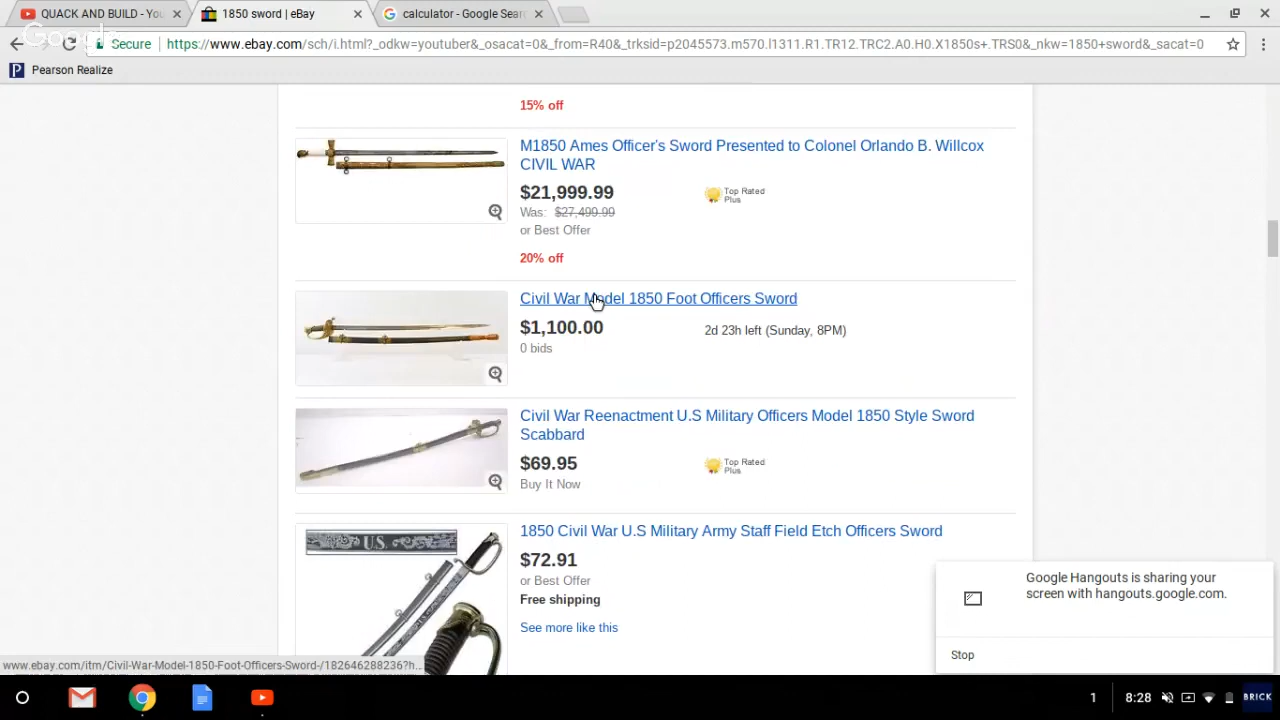 QUACK AND BUILD - You
1850 sword | eBay
calculator - Google Sear
Google
Secure
https://www.ebay.com/sch/i.html?_odkw=youtuber&_osacat=0&_from=R40&_trksid=p2045573.m570.l1311.R1.TR12.TRC2.A0.H0.X1850s+.TRS0&_nkw=1850+sword&_sacat=0
Pearson Realize
15% off
M1850 Ames Officer's Sword Presented to Colonel Orlando B. Willcox
CIVIL WAR
$21,999.99
Top Rated
Plus
Was: $27,499.99
or Best Offer
20% off
Civil War Model 1850 Foot Officers Sword
$1,100.00
2d 23h left (Sunday, 8PM)
0 bids
Civil War Reenactment U.S Military Officers Model 1850 Style Sword
Scabbard
$69.95
Top Rated
Plus
Buy It Now
1850 Civil War U.S Military Army Staff Field Etch Officers Sword
U.S.
$72.91
or Best Offer
Free shipping
See more like this
Google Hangouts is sharing your
screen with hangouts.google.com.
Stop
www.ebay.com/itm/Civil-War-Model-1850-Foot-Officers-Sword-/182646288236?h...
1
8:28
BRICK